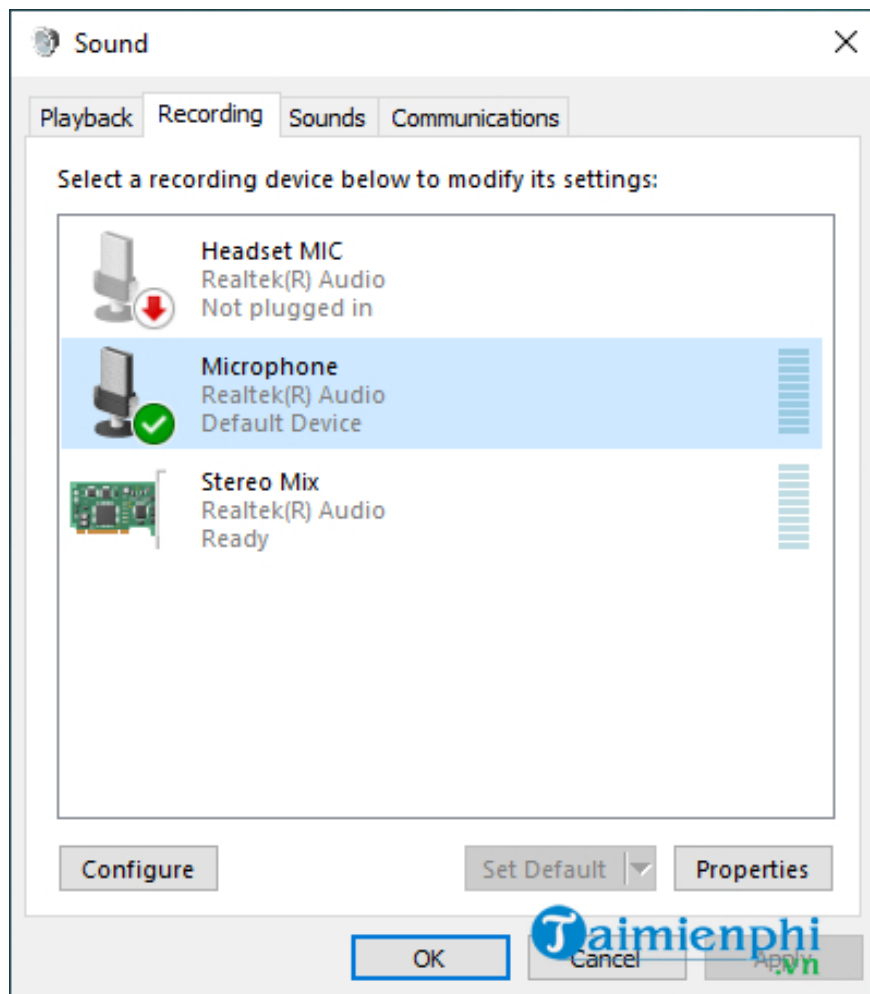 Sound
Playback Recording Sounds Communications
Select a recording device below to modify its settings:
Headset MIC
Realtek(R) Audio
Not plugged in
Microphone
Realtek(R) Audio
Default Device
Stereo Mix
Realtek(R) Audio
Ready
Configure Set Default Properties
OK Cancel Apply
Taimienphi
.vn